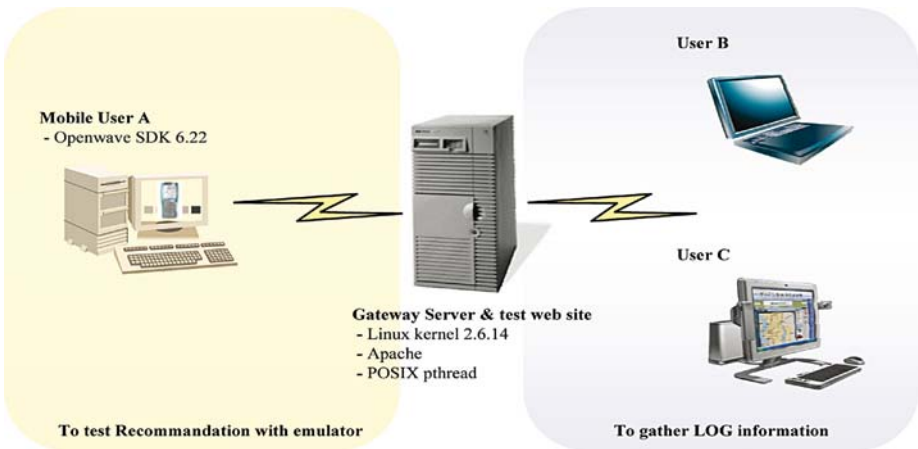 Mobile User A
- Openwave SDK 6.22
Gateway Server & test web site
- Linux kernel 2.6.14
- Apache
- POSIX pthread
To test Recommandation with emulator
User B
User C
To gather LOG information